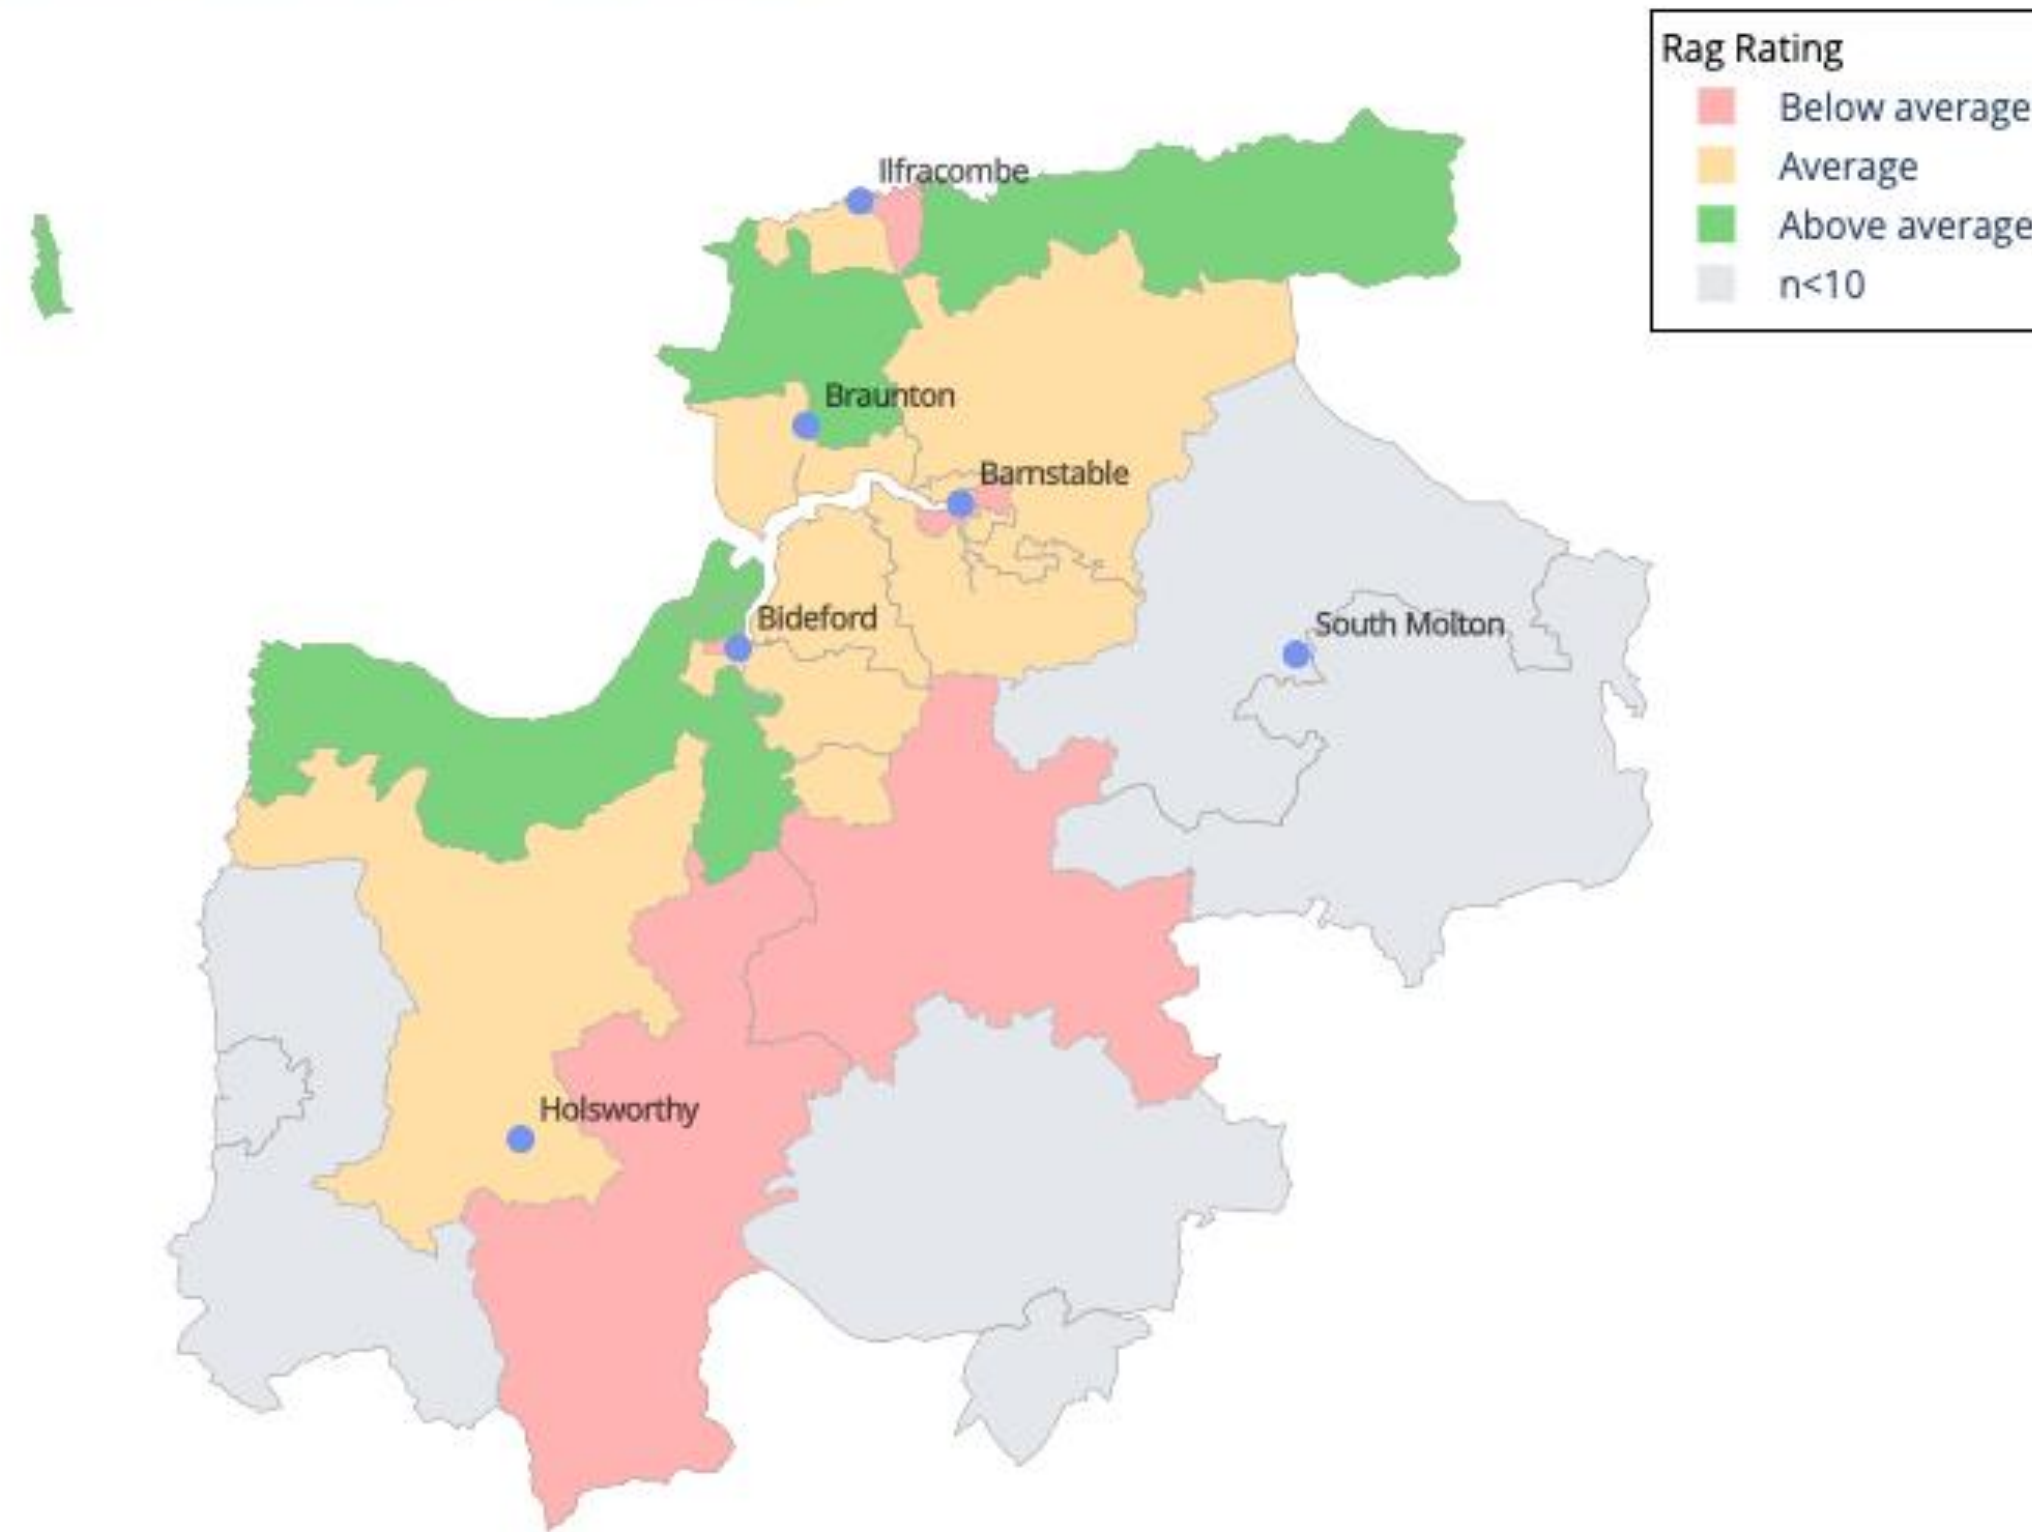 Rag Rating
Below average
Average
Above average
n<10
Ilfracombe
Braunton
Barnstable
Bideford
South Molton
Holsworthy